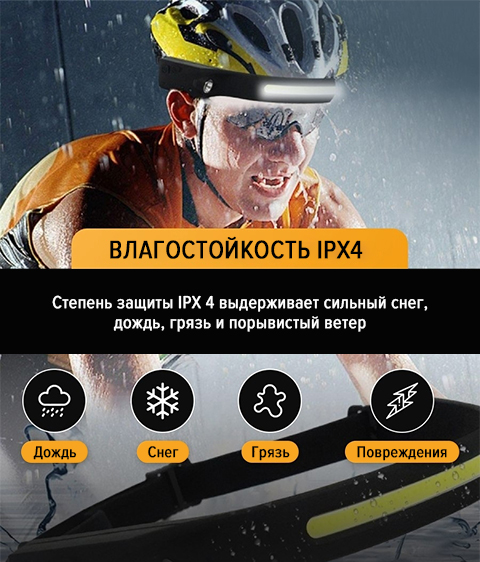 ВЛАГОСТОЙКОСТЬ IPX4
Степень защиты IPX 4 выдерживает сильный снег,
дождь, грязь и порывистый ветер
Дождь
Снег
Грязь
Повреждения